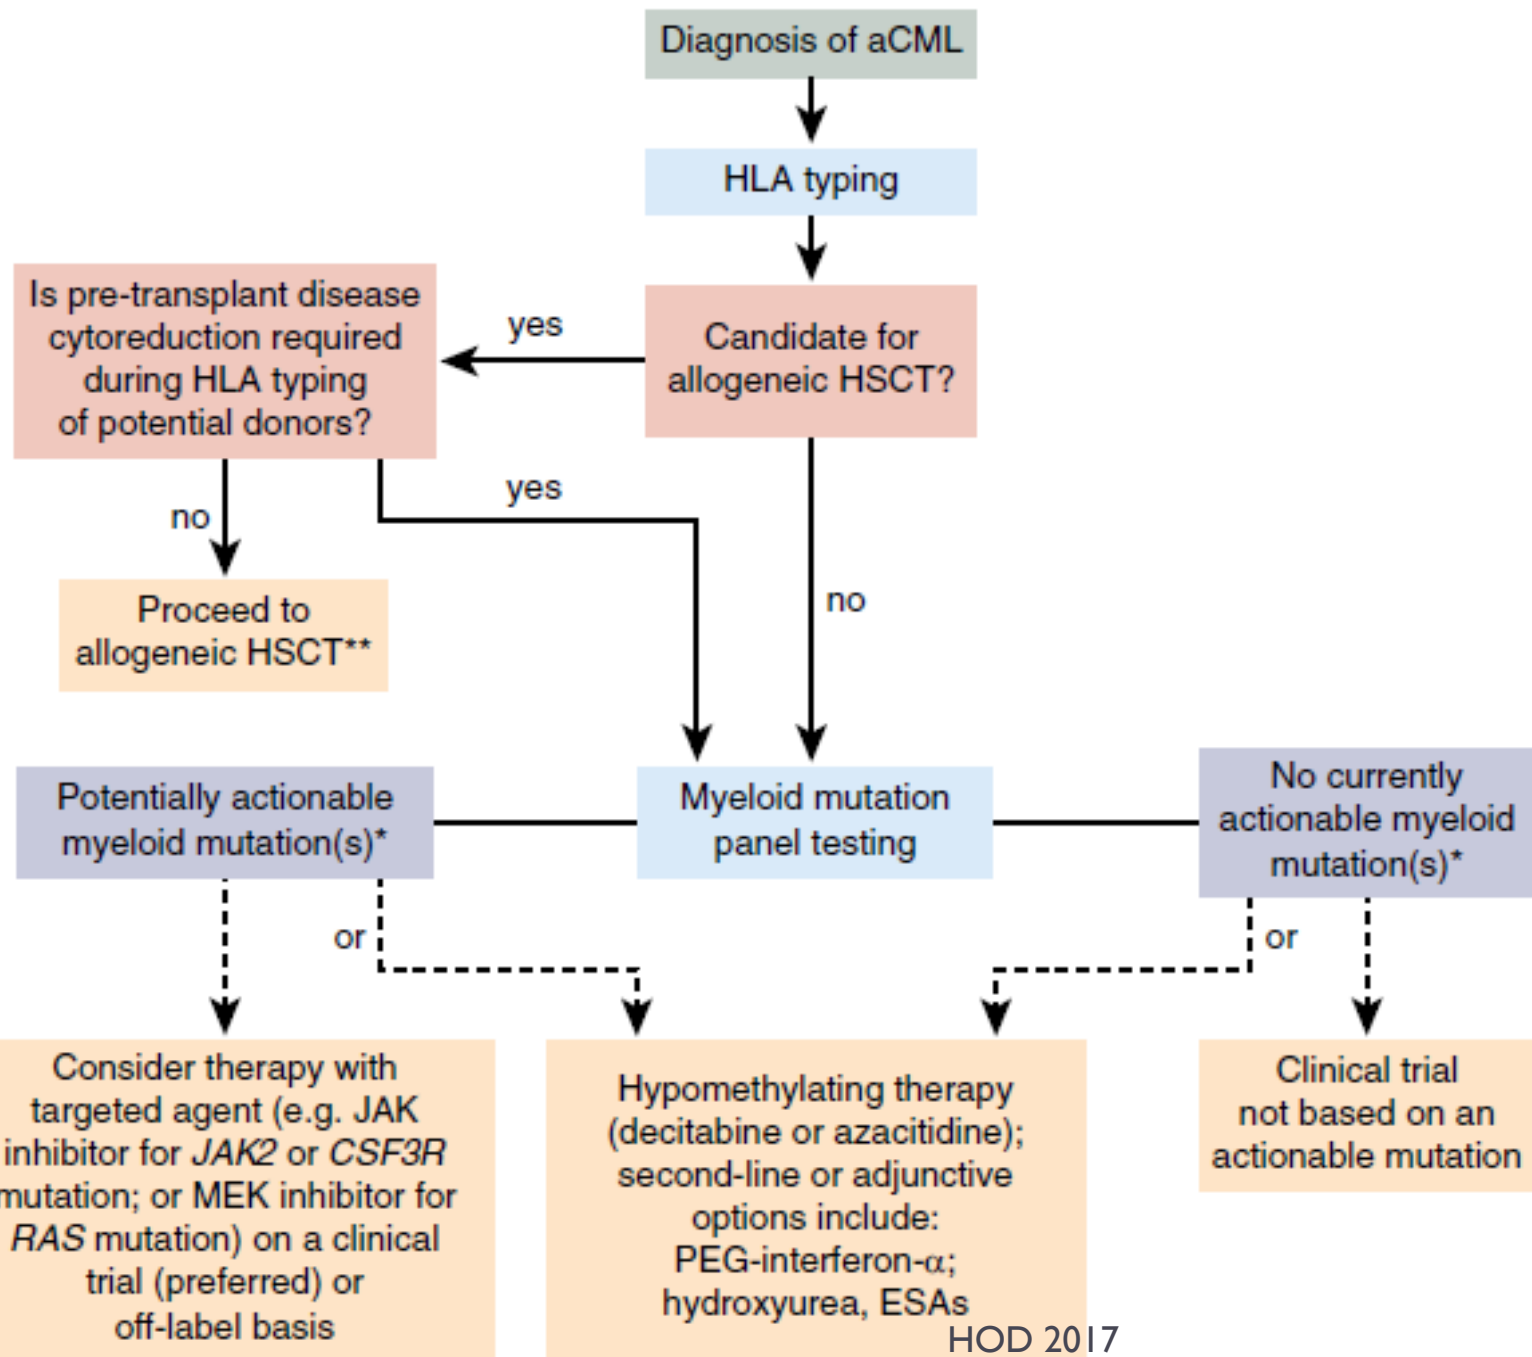 Diagnosis of aCML
HLA typing
Is pre-transplant disease
cytoreduction required
during HLA typing
of potential donors?
yes
Candidate for
allogeneic HSCT?
no
yes
no
Proceed to
allogeneic HSCT**
Potentially actionable
myeloid mutation(s)*
Myeloid mutation
panel testing
No currently
actionable myeloid
mutation(s)*
or
or
Consider therapy with
targeted agent (e.g. JAK
inhibitor for JAK2 or CSF3R
mutation; or MEK inhibitor for
RAS mutation) on a clinical
trial (preferred) or
off-label basis
Hypomethylating therapy
(decitabine or azacitidine);
second-line or adjunctive
options include:
PEG-interferon-α;
hydroxyurea, ESAs
Clinical trial
not based on an
actionable mutation
HOD 2017